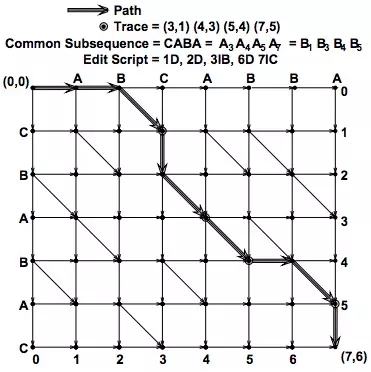 Path
Trace = (3,1) (4,3) (5,4) (7,5)
Common Subsequence = CABA = A3 A4 A5 A7 = B1 B3 B4 B5
Edit Script = 1D, 2D, 3IB, 6D 7IC
(0,0) A B C A B B A
0
C 1
B 2
A 3
B 4
A 5
C (7,6)
0 1 2 3 4 5 6